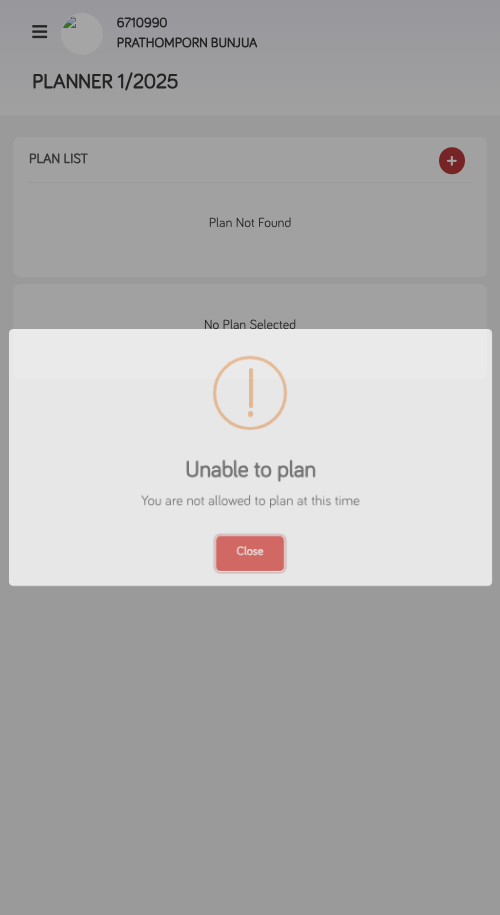 6710990
PRATHOMPORN BUNJUA
PLANNER 1/2025
PLAN LIST
Plan Not Found
No Plan Selected
Unable to plan
You are not allowed to plan at this time
Close